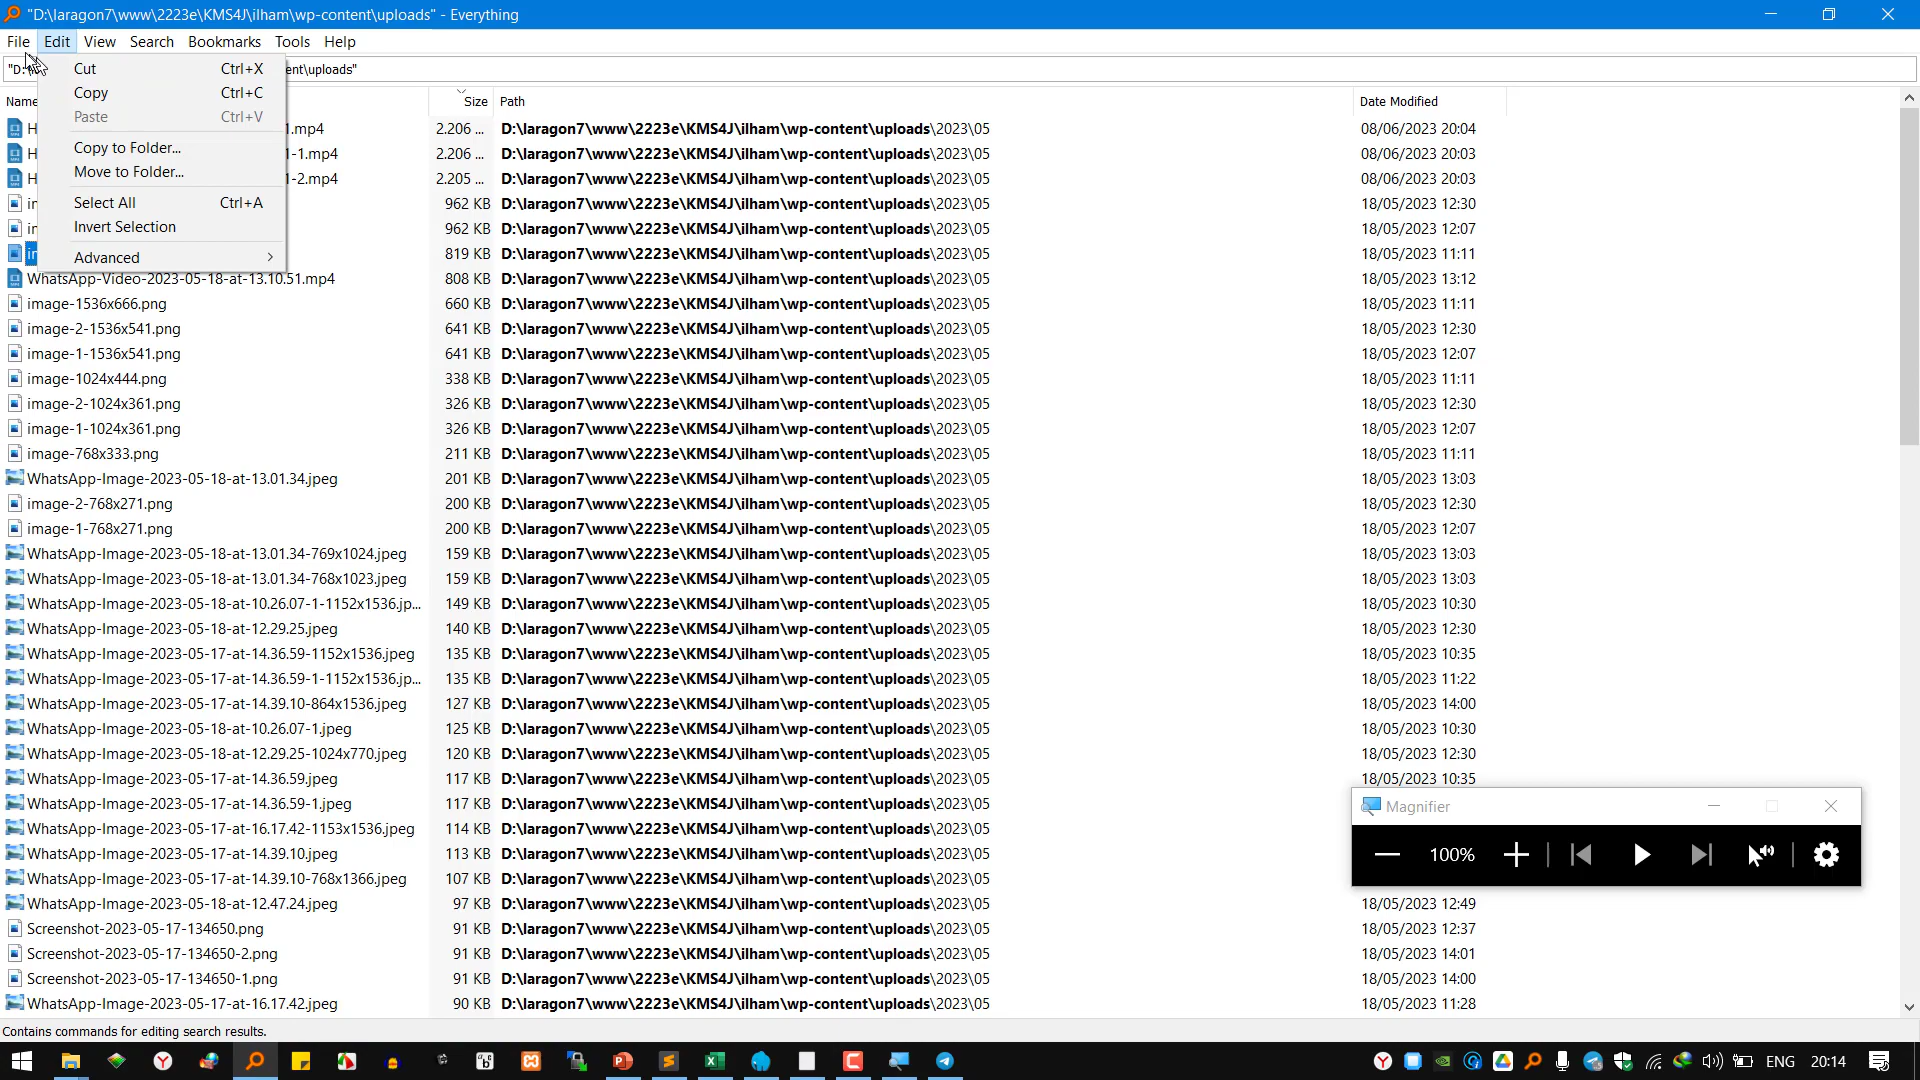 "D:\laragon7\www\2223e\KMS4J\ilham\wp-content\uploads" - Everything
File Edit View Search Bookmarks Tools Help
"D: ent\uploads"
Cut Ctrl+X
Copy Ctrl+C
Paste Ctrl+V
Copy to Folder...
Move to Folder...
Select All Ctrl+A
Invert Selection
Advanced
Name Size Path Date Modified
H 1.mp4 2.206 ... D:\laragon7\www\2223e\KMS4J\ilham\wp-content\uploads\2023\05 08/06/2023 20:04
H 1-1.mp4 2.206 ... D:\laragon7\www\2223e\KMS4J\ilham\wp-content\uploads\2023\05 08/06/2023 20:03
H 1-2.mp4 2.205 ... D:\laragon7\www\2223e\KMS4J\ilham\wp-content\uploads\2023\05 08/06/2023 20:03
962 KB D:\laragon7\www\2223e\KMS4J\ilham\wp-content\uploads\2023\05 18/05/2023 12:30
962 KB D:\laragon7\www\2223e\KMS4J\ilham\wp-content\uploads\2023\05 18/05/2023 12:07
819 KB D:\laragon7\www\2223e\KMS4J\ilham\wp-content\uploads\2023\05 18/05/2023 11:11
WhatsApp-Video-2023-05-18-at-13.10.51.mp4 808 KB D:\laragon7\www\2223e\KMS4J\ilham\wp-content\uploads\2023\05 18/05/2023 13:12
image-1536x666.png 660 KB D:\laragon7\www\2223e\KMS4J\ilham\wp-content\uploads\2023\05 18/05/2023 11:11
image-2-1536x541.png 641 KB D:\laragon7\www\2223e\KMS4J\ilham\wp-content\uploads\2023\05 18/05/2023 12:30
image-1-1536x541.png 641 KB D:\laragon7\www\2223e\KMS4J\ilham\wp-content\uploads\2023\05 18/05/2023 12:07
image-1024x444.png 338 KB D:\laragon7\www\2223e\KMS4J\ilham\wp-content\uploads\2023\05 18/05/2023 11:11
image-2-1024x361.png 326 KB D:\laragon7\www\2223e\KMS4J\ilham\wp-content\uploads\2023\05 18/05/2023 12:30
image-1-1024x361.png 326 KB D:\laragon7\www\2223e\KMS4J\ilham\wp-content\uploads\2023\05 18/05/2023 12:07
image-768x333.png 211 KB D:\laragon7\www\2223e\KMS4J\ilham\wp-content\uploads\2023\05 18/05/2023 11:11
WhatsApp-Image-2023-05-18-at-13.01.34.jpeg 201 KB D:\laragon7\www\2223e\KMS4J\ilham\wp-content\uploads\2023\05 18/05/2023 13:03
image-2-768x271.png 200 KB D:\laragon7\www\2223e\KMS4J\ilham\wp-content\uploads\2023\05 18/05/2023 12:30
image-1-768x271.png 200 KB D:\laragon7\www\2223e\KMS4J\ilham\wp-content\uploads\2023\05 18/05/2023 12:07
WhatsApp-Image-2023-05-18-at-13.01.34-769x1024.jpeg 159 KB D:\laragon7\www\2223e\KMS4J\ilham\wp-content\uploads\2023\05 18/05/2023 13:03
WhatsApp-Image-2023-05-18-at-13.01.34-768x1023.jpeg 159 KB D:\laragon7\www\2223e\KMS4J\ilham\wp-content\uploads\2023\05 18/05/2023 13:03
WhatsApp-Image-2023-05-18-at-10.26.07-1-1152x1536.jp... 149 KB D:\laragon7\www\2223e\KMS4J\ilham\wp-content\uploads\2023\05 18/05/2023 10:30
WhatsApp-Image-2023-05-18-at-12.29.25.jpeg 140 KB D:\laragon7\www\2223e\KMS4J\ilham\wp-content\uploads\2023\05 18/05/2023 12:30
WhatsApp-Image-2023-05-17-at-14.36.59-1152x1536.jpeg 135 KB D:\laragon7\www\2223e\KMS4J\ilham\wp-content\uploads\2023\05 18/05/2023 10:35
WhatsApp-Image-2023-05-17-at-14.36.59-1-1152x1536.jp... 135 KB D:\laragon7\www\2223e\KMS4J\ilham\wp-content\uploads\2023\05 18/05/2023 11:22
WhatsApp-Image-2023-05-17-at-14.39.10-864x1536.jpeg 127 KB D:\laragon7\www\2223e\KMS4J\ilham\wp-content\uploads\2023\05 18/05/2023 14:00
WhatsApp-Image-2023-05-18-at-10.26.07-1.jpeg 125 KB D:\laragon7\www\2223e\KMS4J\ilham\wp-content\uploads\2023\05 18/05/2023 10:30
WhatsApp-Image-2023-05-18-at-12.29.25-1024x770.jpeg 120 KB D:\laragon7\www\2223e\KMS4J\ilham\wp-content\uploads\2023\05 18/05/2023 12:30
WhatsApp-Image-2023-05-17-at-14.36.59.jpeg 117 KB D:\laragon7\www\2223e\KMS4J\ilham\wp-content\uploads\2023\05 18/05/2023 10:35
WhatsApp-Image-2023-05-17-at-14.36.59-1.jpeg 117 KB D:\laragon7\www\2223e\KMS4J\ilham\wp-content\uploads\2023\05
WhatsApp-Image-2023-05-17-at-16.17.42-1153x1536.jpeg 114 KB D:\laragon7\www\2223e\KMS4J\ilham\wp-content\uploads\2023\05
WhatsApp-Image-2023-05-17-at-14.39.10.jpeg 113 KB D:\laragon7\www\2223e\KMS4J\ilham\wp-content\uploads\2023\05
WhatsApp-Image-2023-05-17-at-14.39.10-768x1366.jpeg 107 KB D:\laragon7\www\2223e\KMS4J\ilham\wp-content\uploads\2023\05
WhatsApp-Image-2023-05-18-at-12.47.24.jpeg 97 KB D:\laragon7\www\2223e\KMS4J\ilham\wp-content\uploads\2023\05 18/05/2023 12:49
Screenshot-2023-05-17-134650.png 91 KB D:\laragon7\www\2223e\KMS4J\ilham\wp-content\uploads\2023\05 18/05/2023 12:37
Screenshot-2023-05-17-134650-2.png 91 KB D:\laragon7\www\2223e\KMS4J\ilham\wp-content\uploads\2023\05 18/05/2023 14:01
Screenshot-2023-05-17-134650-1.png 91 KB D:\laragon7\www\2223e\KMS4J\ilham\wp-content\uploads\2023\05 18/05/2023 14:00
WhatsApp-Image-2023-05-17-at-16.17.42.jpeg 90 KB D:\laragon7\www\2223e\KMS4J\ilham\wp-content\uploads\2023\05 18/05/2023 11:28
Magnifier
100%
Contains commands for editing search results.
ENG 20:14